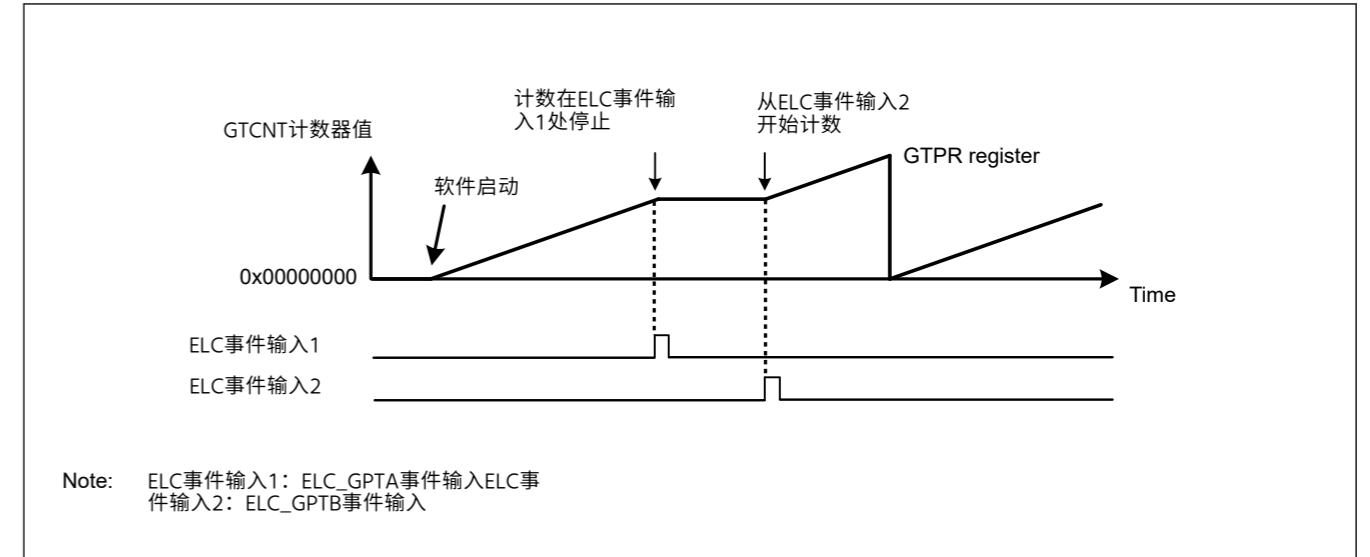 计数在ELC事件输
入1处停止
从ELC事件输入2
开始计数
GTCNT计数器值
GTPR register
软件启动
0x00000000
Time
ELC事件输入1
ELC事件输入2
Note: ELC事件输入1：ELC_GPTA事件输入ELC事
件输入2：ELC_GPTB事件输入